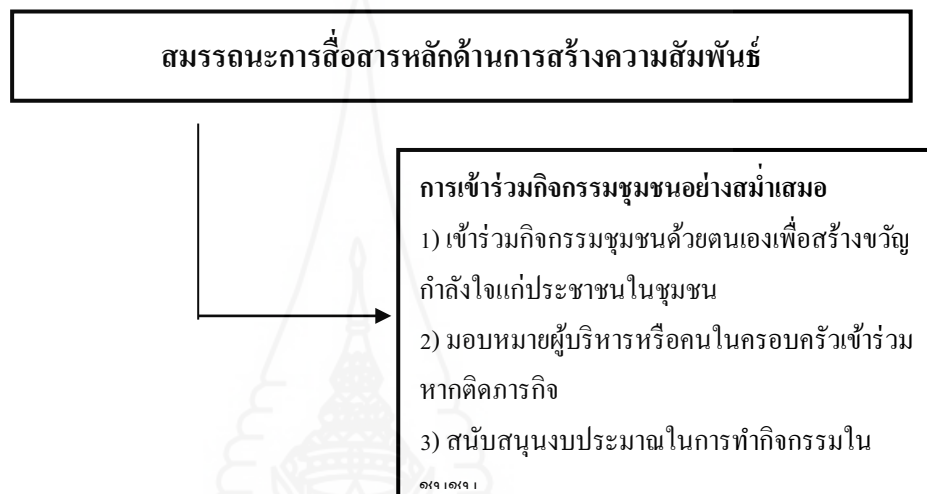 สมรรถนะการสื่อสารหลักด้านการสร้างความสัมพันธ์
การเข้าร่วมกิจกรรมชุมชนอย่างสม่ำเสมอ
1) เข้าร่วมกิจกรรมชุมชนด้วยตนเองเพื่อสร้างขวัญ
กำลังใจแก่ประชาชนในชุมชน
2) มอบหมายผู้บริหารหรือคนในครอบครัวเข้าร่วม
หากติดภารกิจ
3) สนับสนุนงบประมาณในการทำกิจกรรมใน
ชุมชน